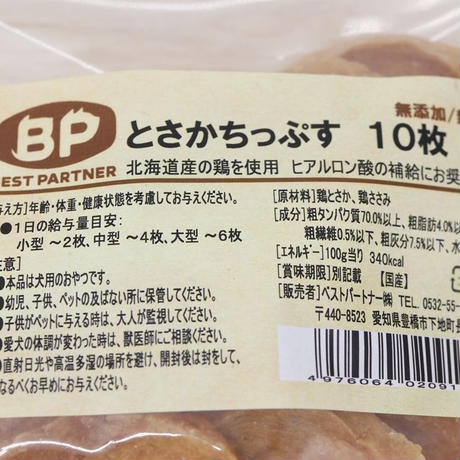 BP
BEST PARTNER
無添加/
とさかちっぷす 10枚
北海道産の鶏を使用 ヒアルロン酸の補給にお奨
与え方]年齢・体重・健康状態を考慮してお与えください。
●1日の給与量目安:
小型 ～2枚、中型 ～4枚、大型 ～6枚
注意]
●本品は犬用のおやつです。
●幼児、子供、ペットの及ばない所に保管してください。
●子供がペットに与える時は、大人が監視してください。
●愛犬の体調が変わった時は、獣医師にご相談ください。
●直射日光や高温多湿の場所を避け、開封後は封をして、
なるべくお早めにお与えください。
[原材料]鶏とさか、鶏ささみ
[成分]粗タンパク質70.0%以上、粗脂肪4.0%以
粗繊維0.5%以下、粗灰分7.5%以下、水
[エネルギー]100g当り 340kcal
[賞味期限]別記載 【国産】
[販売者]ベストパートナー㈱ TEL. 0532-55-
〒440-8523 愛知県豊橋市下地町
4 976064 02091